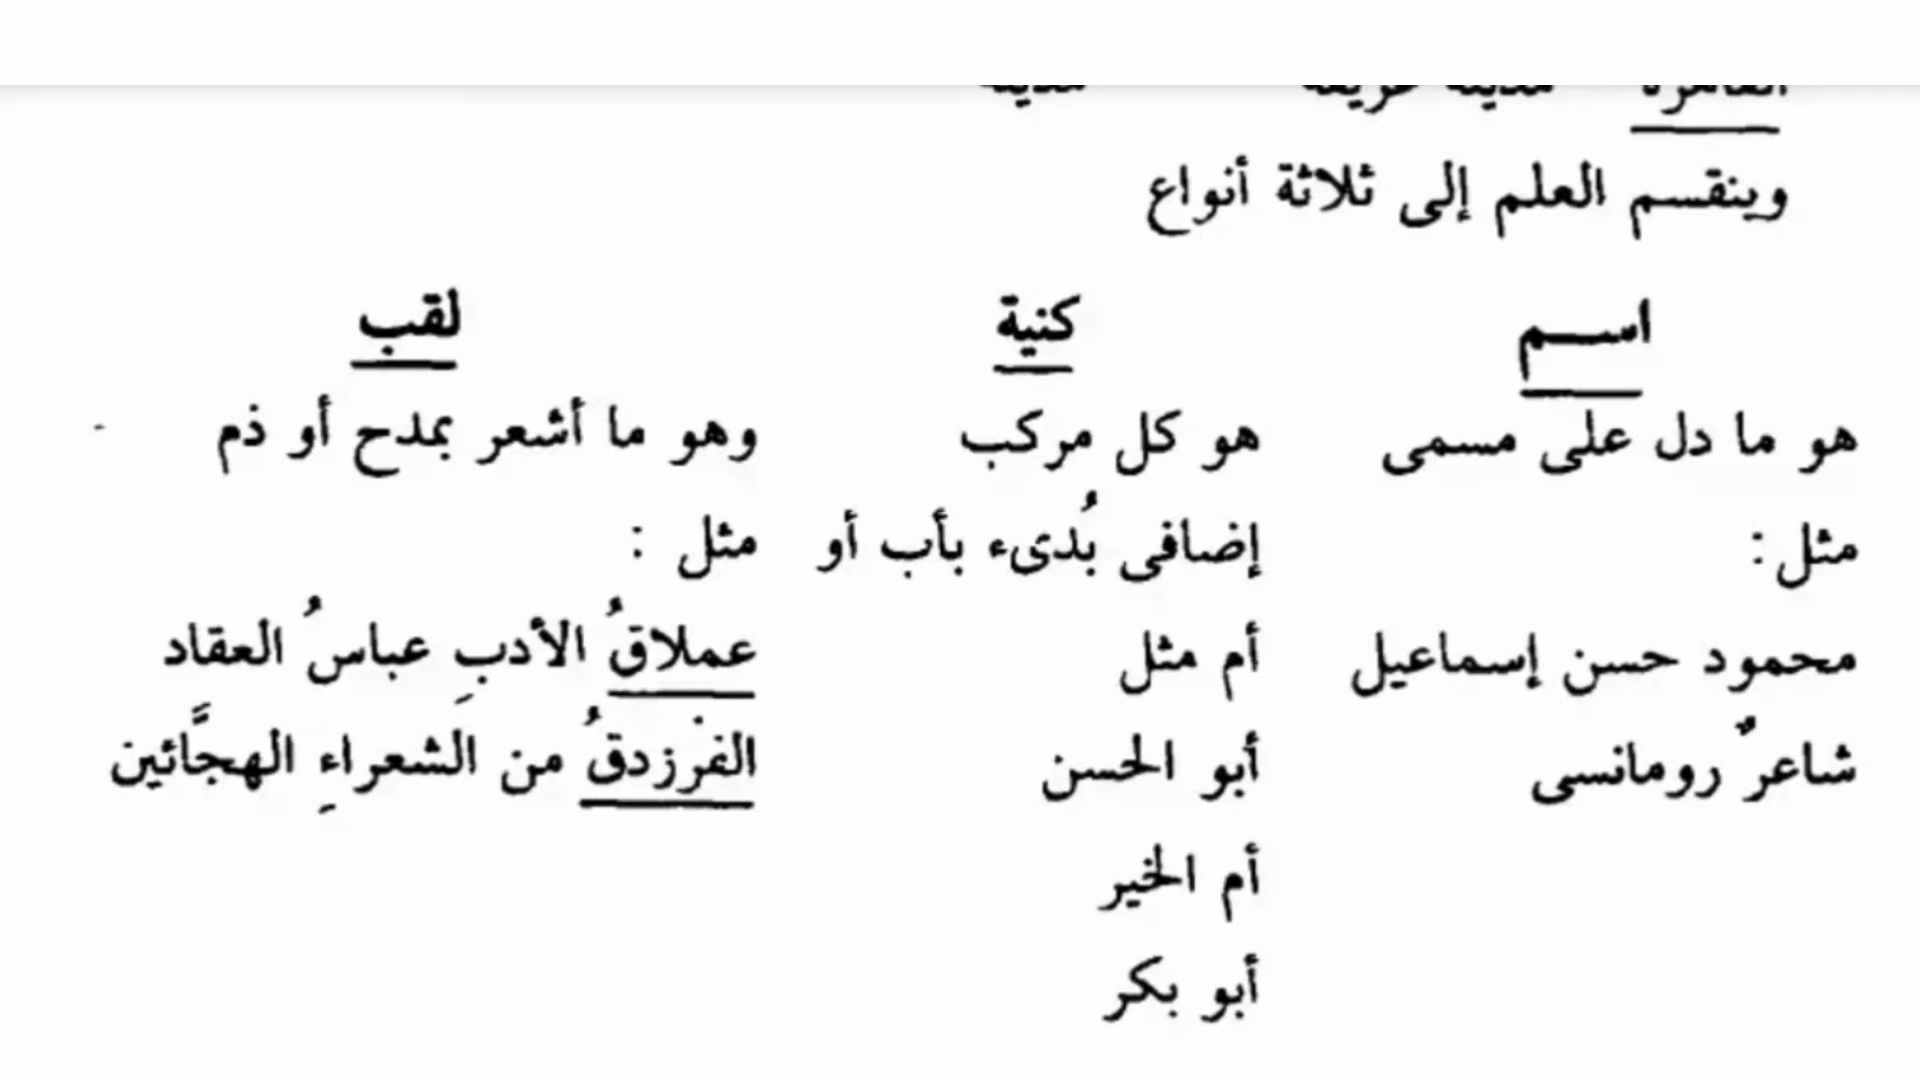 وينقسم العلم إلى ثلاثة أنواع
اسم
هو ما دل على مسمى
مثل :
محمود حسن إسماعيل
شاعرٌ رومانسى
كنية
هو كل مركب
إضافى بُدىء بأب أو
أم مثل
أبو الحسن
أم الخير
أبو بكر
لقب
وهو ما أشعر بمدح أو ذم
مثل :
عملاقُ الأدبِ عباسُ العقاد
الفرْزدقُ من الشعراءِ الهجَّائين